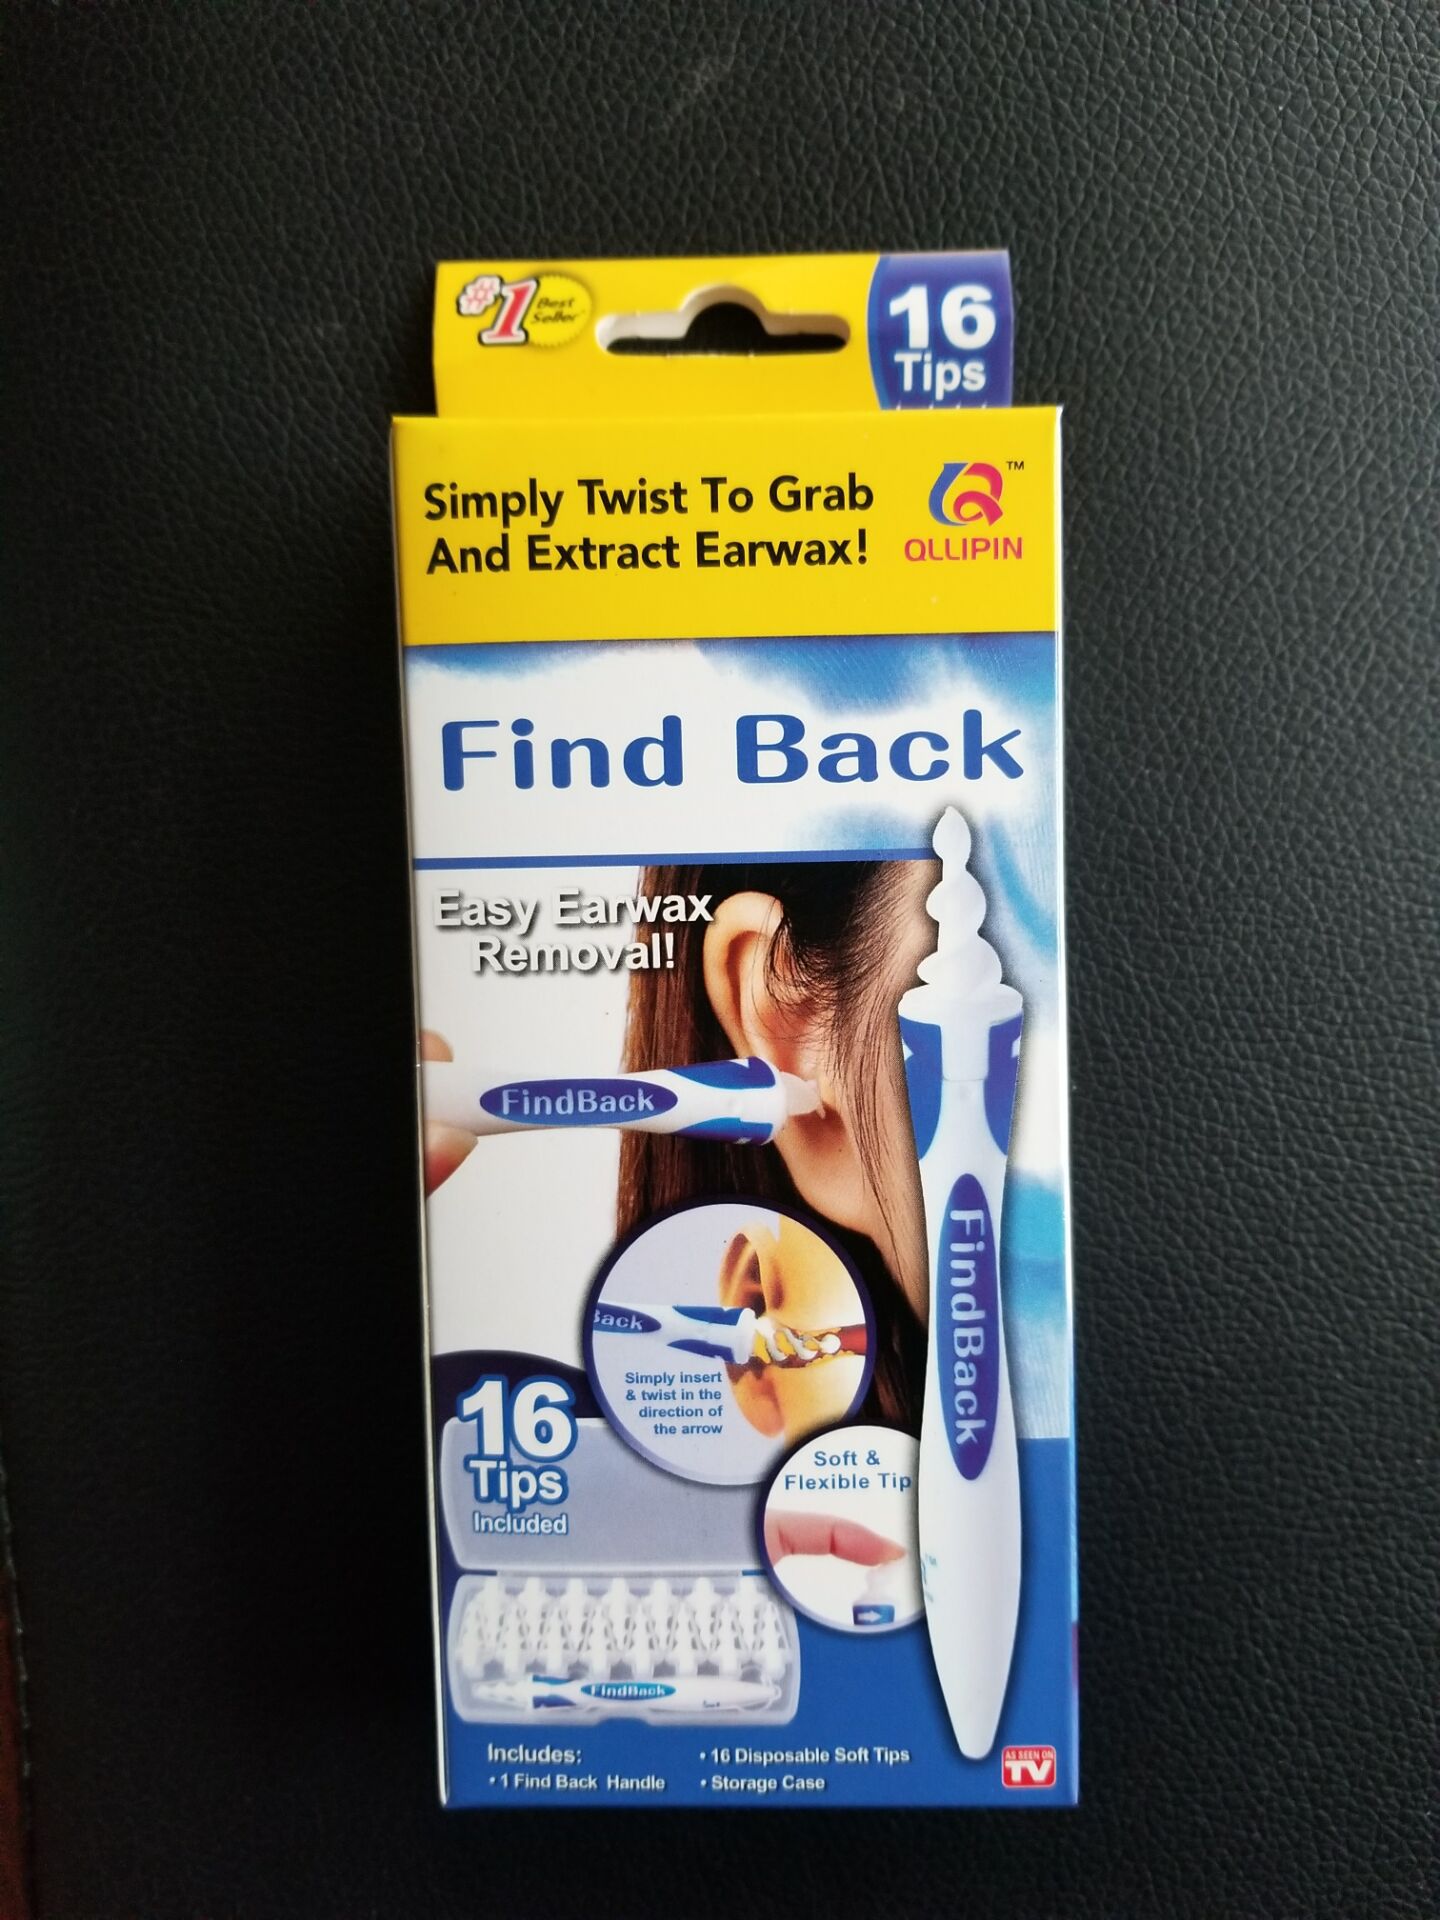 #1 Best
Seller
16
Tips
Simply Twist To Grab
And Extract Earwax!
TM
QLLIPIN
Find Back
Easy Earwax
Removal!
FindBack
FindBack
Back
Simply insert
& twist in the
direction of
the arrow
16
Tips
Included
Soft &
Flexible Tip
FindBack
Includes:
• 1 Find Back Handle
• 16 Disposable Soft Tips
• Storage Case
AS SEEN ON
TV